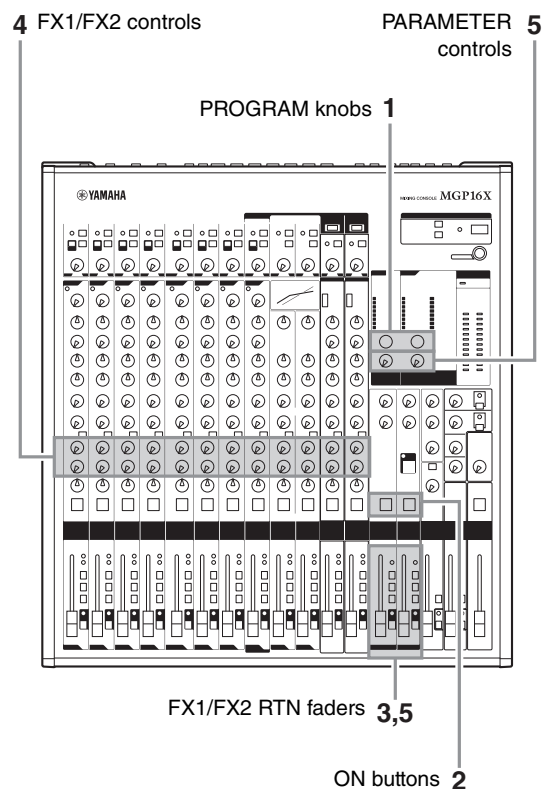 4 FX1/FX2 controls
PARAMETER 5
controls
PROGRAM knobs 1
YAMAHA
MIXING CONSOLE MGP16X
FX1/FX2 RTN faders 3,5
ON buttons 2